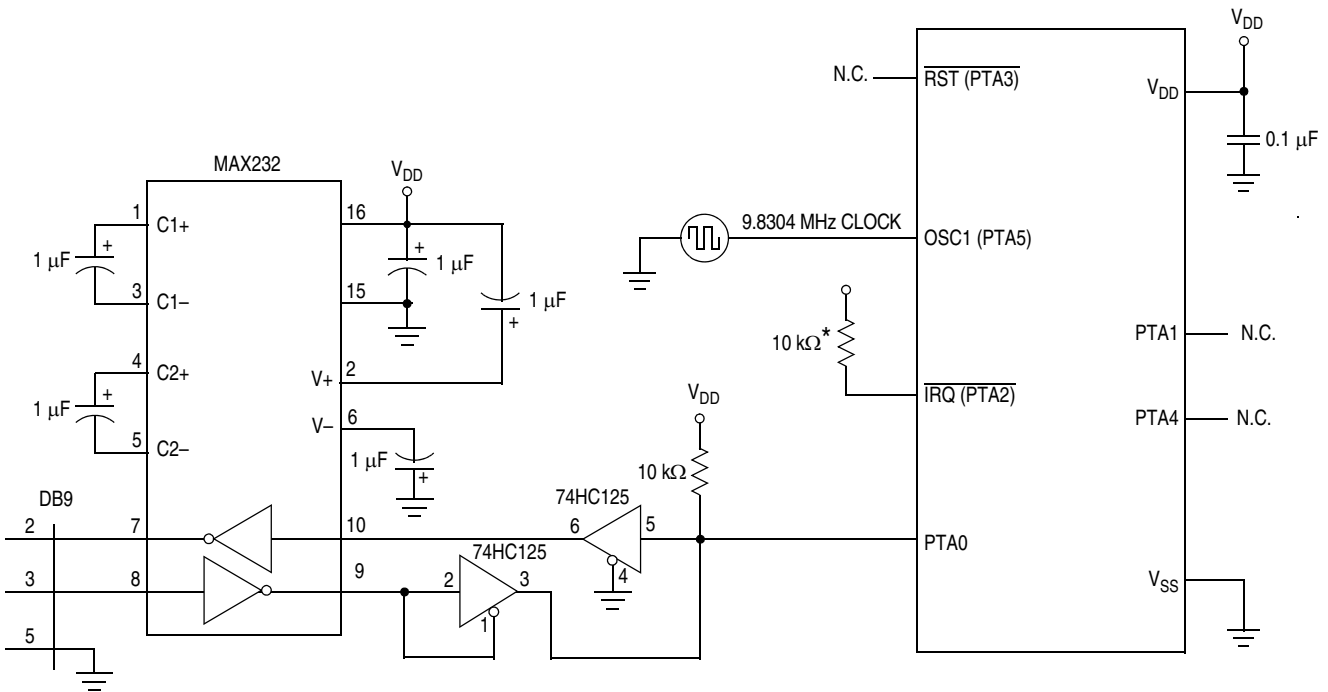 V_DD
N.C.
RST (PTA3)
V_DD
0.1 µF
MAX232
V_DD
1
C1+
16
+
1 µF
+
1 µF
9.8304 MHz CLOCK
OSC1 (PTA5)
3
C1–
15
1 µF
+
10 kΩ*
PTA1
N.C.
4
C2+
V+
2
+
1 µF
V_DD
IRQ (PTA2)
PTA4
N.C.
V–
6
5
C2–
1 µF
+
10 kΩ
DB9
74HC125
2
7
10
6
5
PTA0
74HC125
4
3
8
9
2
3
V_SS
1
5